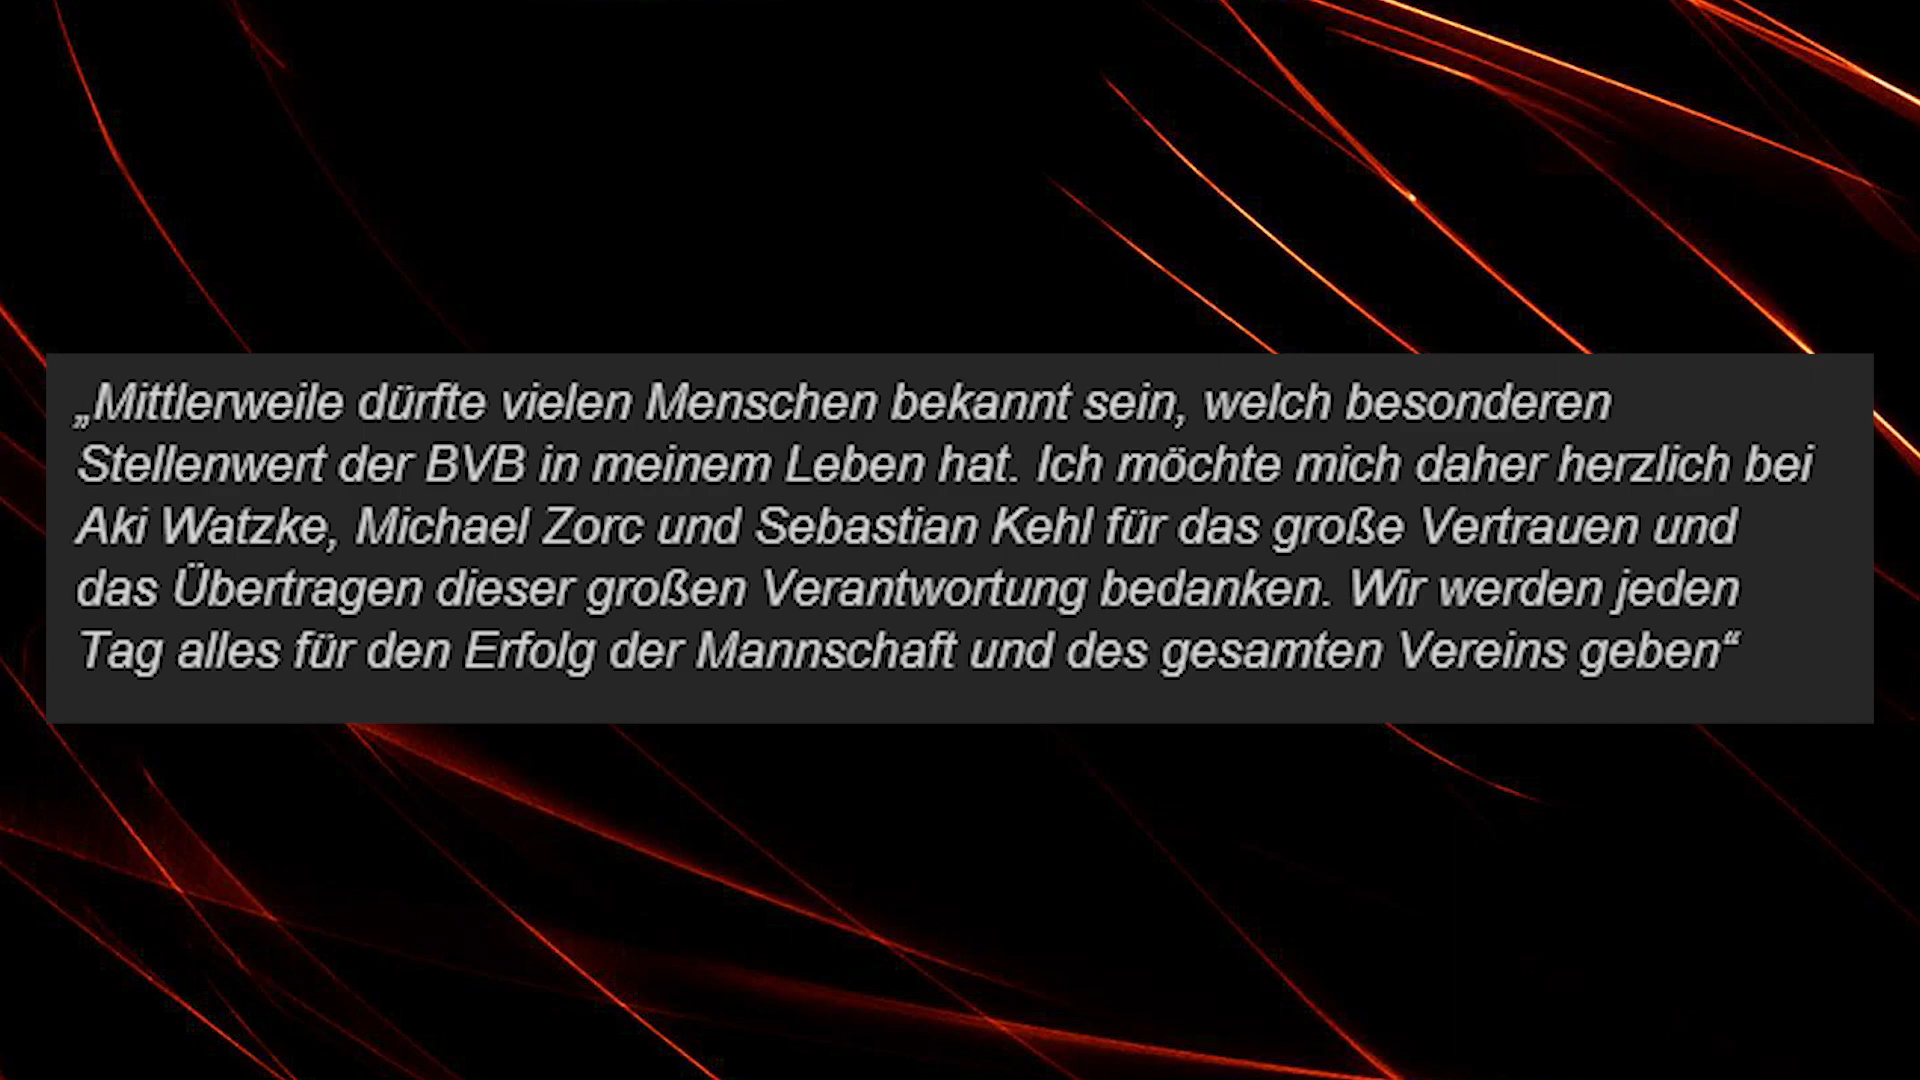 „Mittlerweile dürfte vielen Menschen bekannt sein, welch besonderen
Stellenwert der BVB in meinem Leben hat. Ich möchte mich daher herzlich bei
Aki Watzke, Michael Zorc und Sebastian Kehl für das große Vertrauen und
das Übertragen dieser großen Verantwortung bedanken. Wir werden jeden
Tag alles für den Erfolg der Mannschaft und des gesamten Vereins geben“